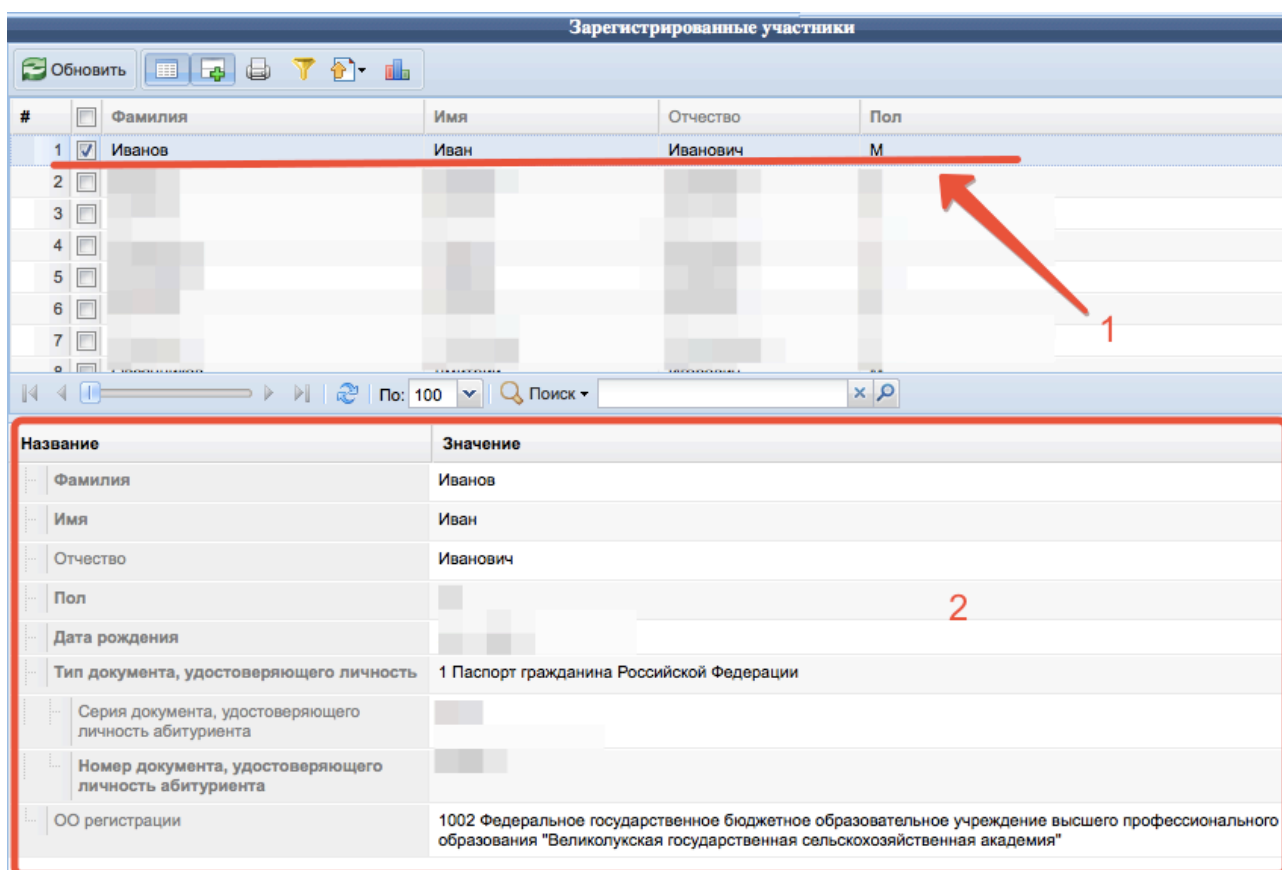 Зарегистрированные участники
Обновить
# Фамилия Имя Отчество Пол
1 Иванов Иван Иванович М
2
3
4
5
6
7
1
По: 100 Поиск
Название Значение
Фамилия Иванов
Имя Иван
Отчество Иванович
Пол
2
Дата рождения
Тип документа, удостоверяющего личность 1 Паспорт гражданина Российской Федерации
Серия документа, удостоверяющего
личность абитуриента
Номер документа, удостоверяющего
личность абитуриента
ОО регистрации 1002 Федеральное государственное бюджетное образовательное учреждение высшего профессионального
образования "Великолукская государственная сельскохозяйственная академия"